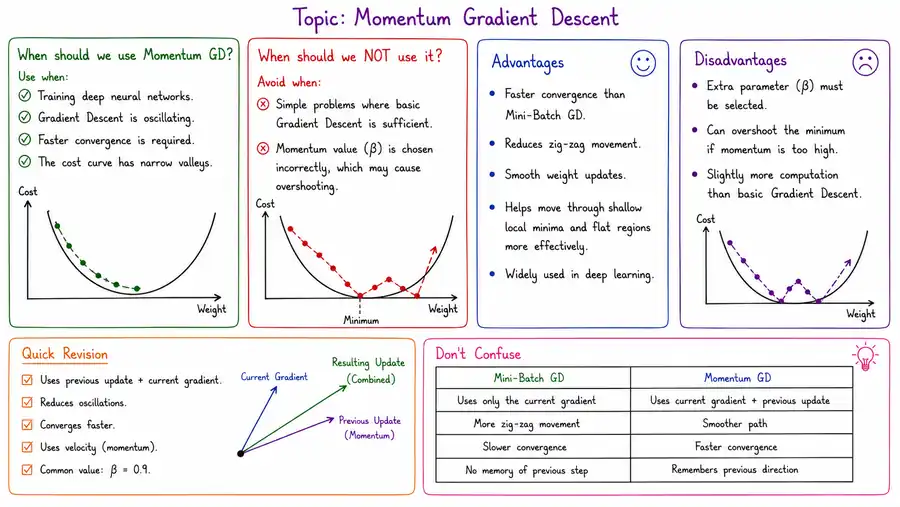 Topic: Momentum Gradient Descent
When should we use Momentum GD?
Use when:
Training deep neural networks.
Gradient Descent is oscillating.
Faster convergence is required.
The cost curve has narrow valleys.
Cost
Weight
When should we NOT use it?
Avoid when:
Simple problems where basic
Gradient Descent is sufficient.
Momentum value (β) is chosen
incorrectly, which may cause
overshooting.
Cost
Weight
Minimum
Advantages
Faster convergence than
Mini-Batch GD.
Reduces zig-zag movement.
Smooth weight updates.
Helps move through shallow
local minima and flat regions
more effectively.
Widely used in deep learning.
Disadvantages
Extra parameter (β) must
be selected.
Can overshoot the minimum
if momentum is too high.
Slightly more computation
than basic Gradient Descent.
Cost
Weight
Quick Revision
Uses previous update + current gradient.
Reduces oscillations.
Converges faster.
Uses velocity (momentum).
Common value: β = 0.9.
Current Gradient
Resulting Update
(Combined)
Previous Update
(Momentum)
Don't Confuse
Mini-Batch GD Momentum GD
Uses only the current gradient Uses current gradient + previous update
More zig-zag movement Smoother path
Slower convergence Faster convergence
No memory of previous step Remembers previous direction